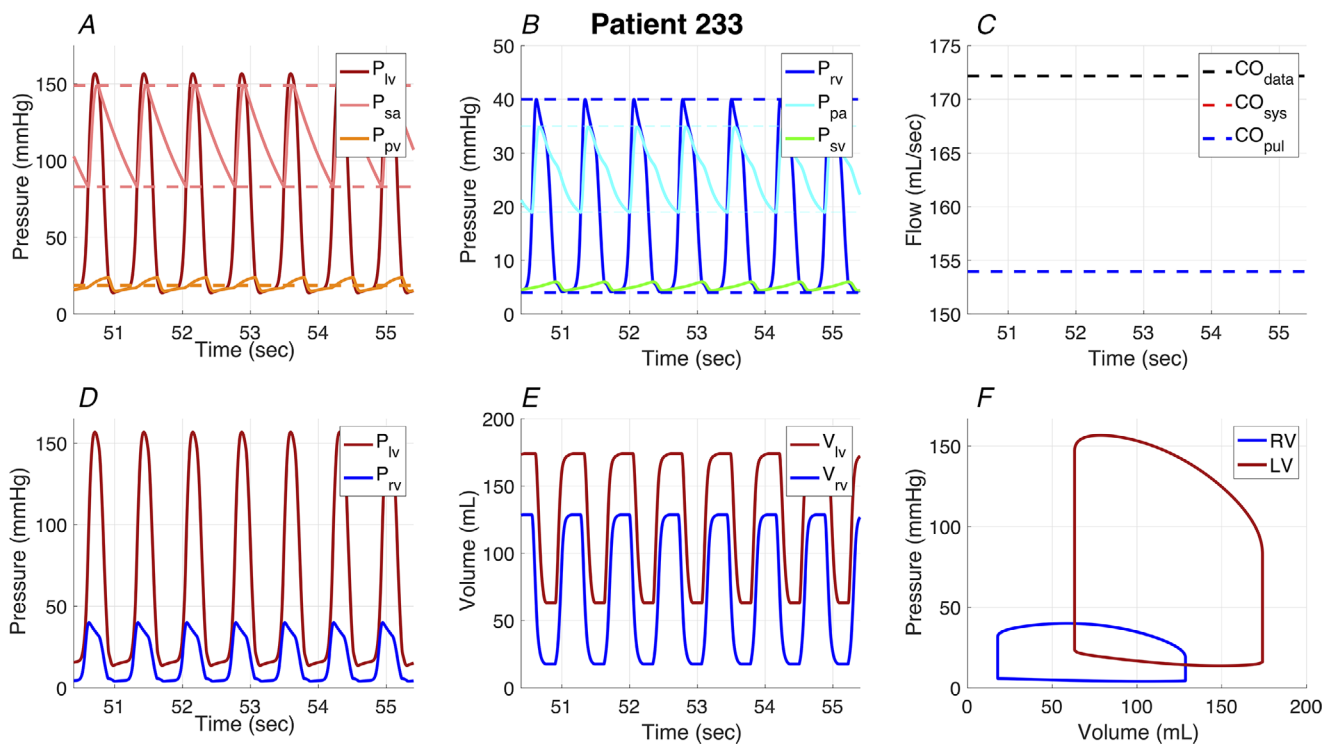 Patient 233
A
P_lv
P_sa
P_pv
Pressure (mmHg)
150
100
50
0
51 52 53 54 55
Time (sec)
B
P_rv
P_pa
P_sv
Pressure (mmHg)
50
40
30
20
10
0
51 52 53 54 55
Time (sec)
C
CO_data
CO_sys
CO_pul
Flow (mL/sec)
175
170
165
160
155
150
51 52 53 54 55
Time (sec)
D
P_lv
P_rv
Pressure (mmHg)
150
100
50
0
51 52 53 54 55
Time (sec)
E
V_lv
V_rv
Volume (mL)
200
150
100
50
0
51 52 53 54 55
Time (sec)
F
RV
LV
Pressure (mmHg)
150
100
50
0
0 50 100 150 200
Volume (mL)